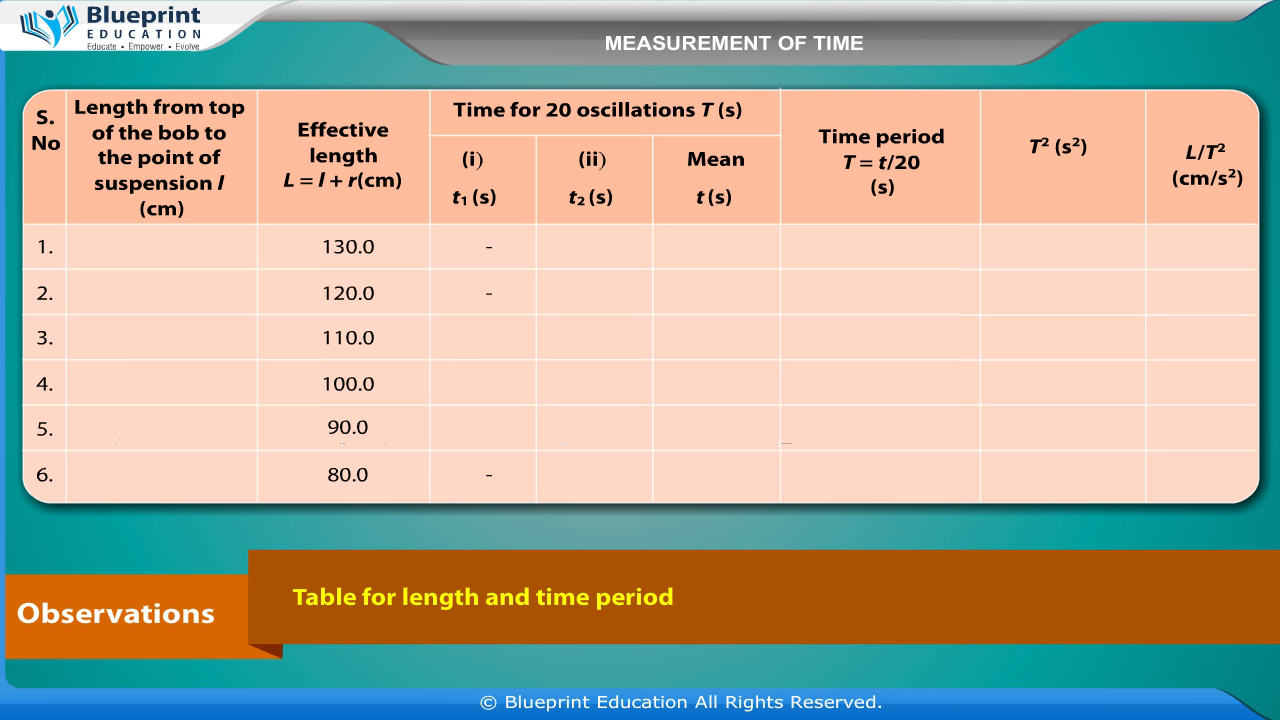 Blueprint
EDUCATION
Educate • Empower • Evolve
MEASUREMENT OF TIME
S.
No
Length from top
of the bob to
the point of
suspension l
(cm)
Effective
length
L = l + r(cm)
Time for 20 oscillations T (s)
(i)
t₁ (s)
(ii)
t₂ (s)
Mean
t (s)
Time period
T = t/20
(s)
T² (s²)
L/T²
(cm/s²)
1. 130.0 -
2. 120.0 -
3. 110.0
4. 100.0
5. 90.0
6. 80.0 -
Observations
Table for length and time period
© Blueprint Education All Rights Reserved.